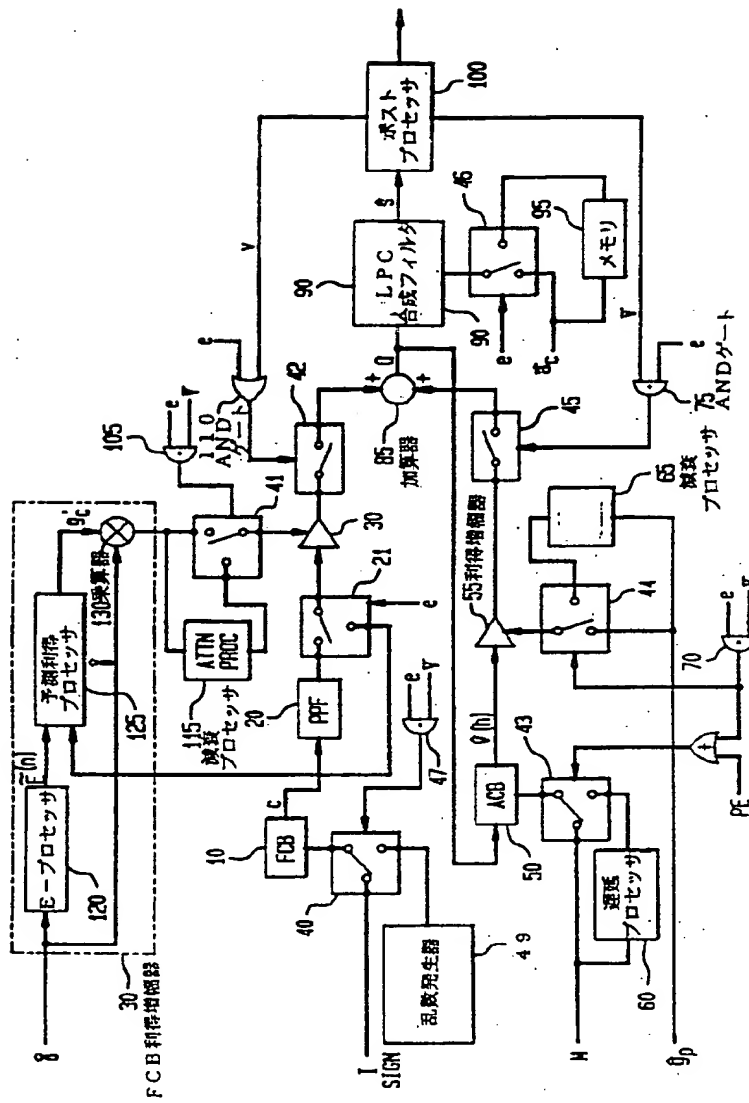 γ̂
E-プロセッサ
120
Ẽ(n)
予測利得
プロセッサ
125
g'c
130乗算器
30
FCB利得増幅器
115
減衰
プロセッサ
ATTN
PROC
105
e
41
110
ANDゲート
e
V
42
30
21
e
20
PPF
C
10
FCB
40
I
SIGN
乱数発生器
49
e
47
85
加算器
+
+
90
LPC
合成フィルタ
90
ŝ
100
ポスト
プロセッサ
46
e
95
メモリ
75
ANDゲート
e
45
55利得増幅器
65
減衰
プロセッサ
44
70
e
50
ACB
43
M
遅延
プロセッサ
60
PE
+